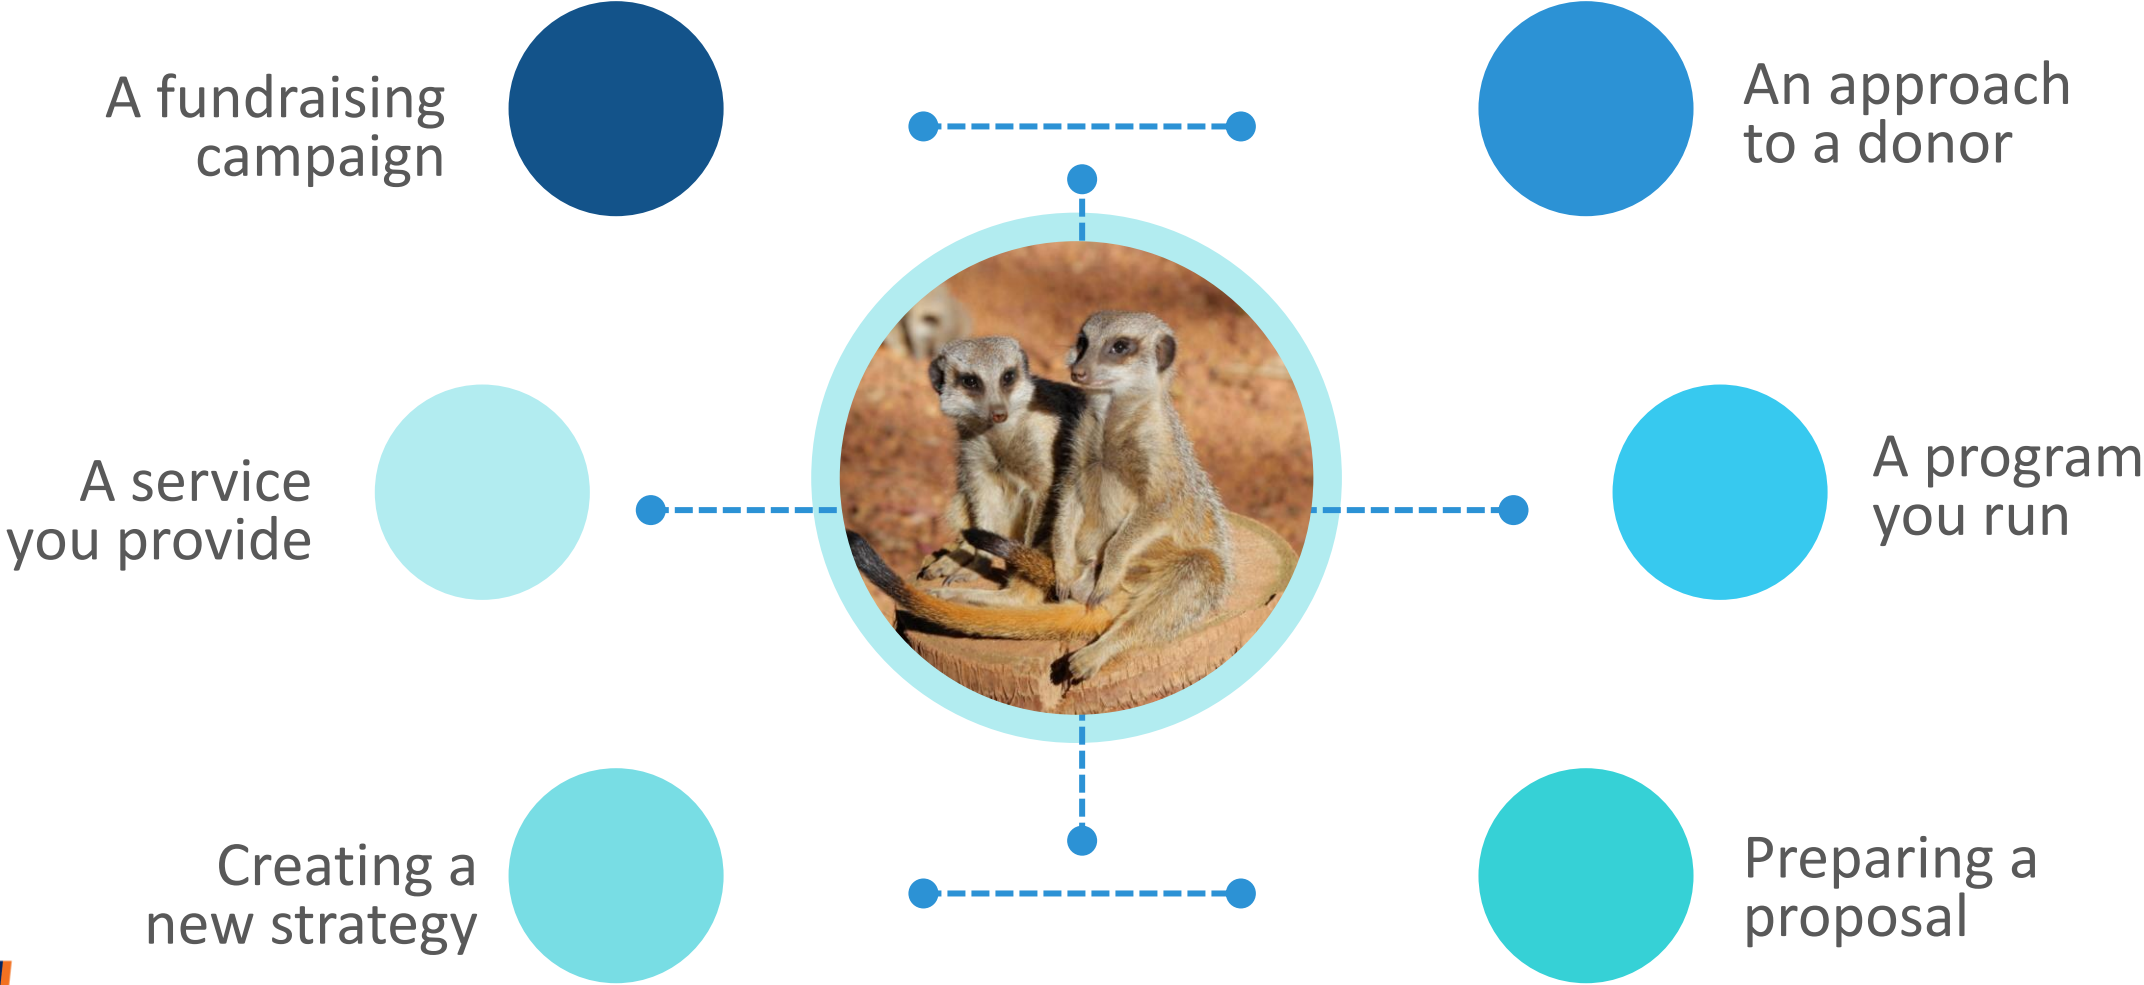 A fundraising
campaign
An approach
to a donor
A service
you provide
A program
you run
Creating a
new strategy
Preparing a
proposal